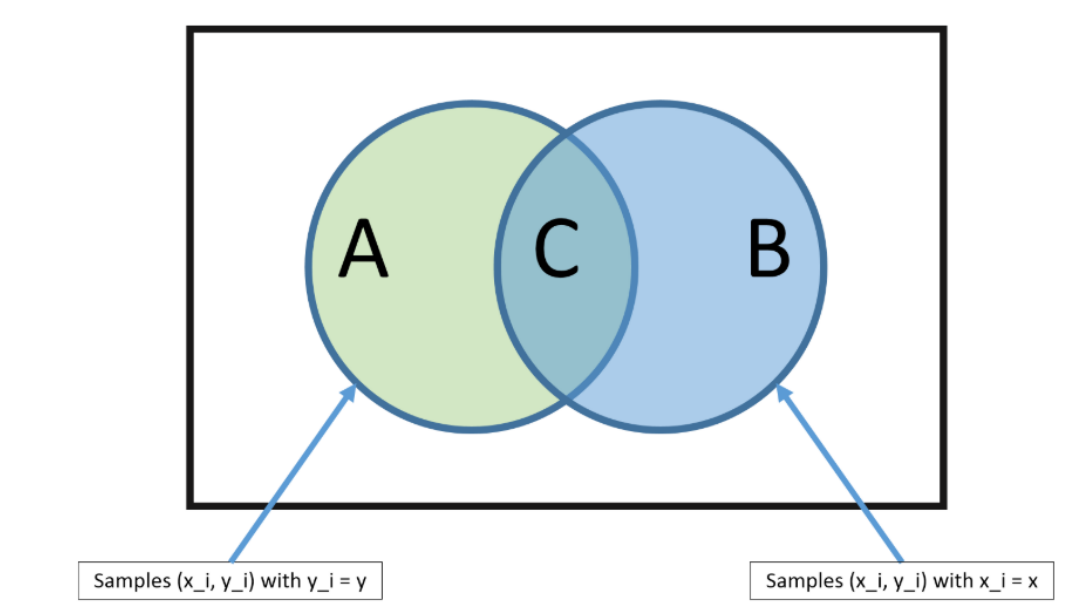 A
C
B
Samples (x_i, y_i) with y_i = y
Samples (x_i, y_i) with x_i = x